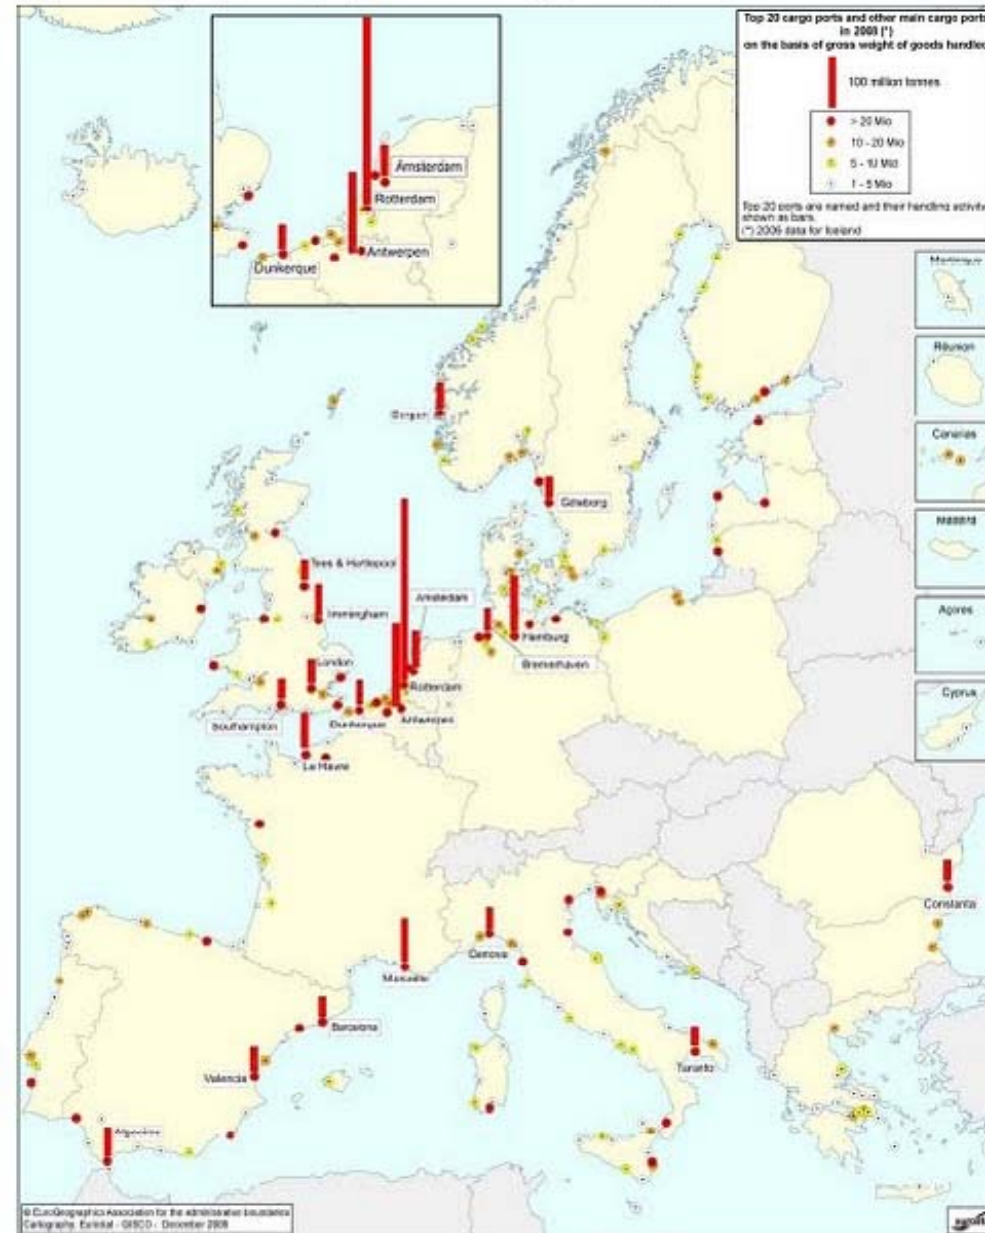 Top 20 cargo ports and other main cargo ports
in 2008 (*)
on the basis of gross weight of goods handled
100 million tonnes
> 20 Mio
10 - 20 Mio
5 - 10 Mio
1 - 5 Mio
Top 20 ports are named and their handling activity
shown as bars.
(*) 2006 data for Iceland
Amsterdam
Rotterdam
Antwerpen
Dunkerque
Martinique
Réunion
Canarias
Açores
Cyprus
Bergen
Göteborg
Tees & Hartlepool
Immingham
Amsterdam
Hamburg
Bremerhaven
London
Rotterdam
Southampton
Dunkerque
Antwerpen
Le Havre
Constanta
Genova
Marseille
Barcelona
Valencia
Taranto
Algeciras
© EuroGeographics Association for the administrative boundaries
Cartography: Eurostat - GISCO - December 2009